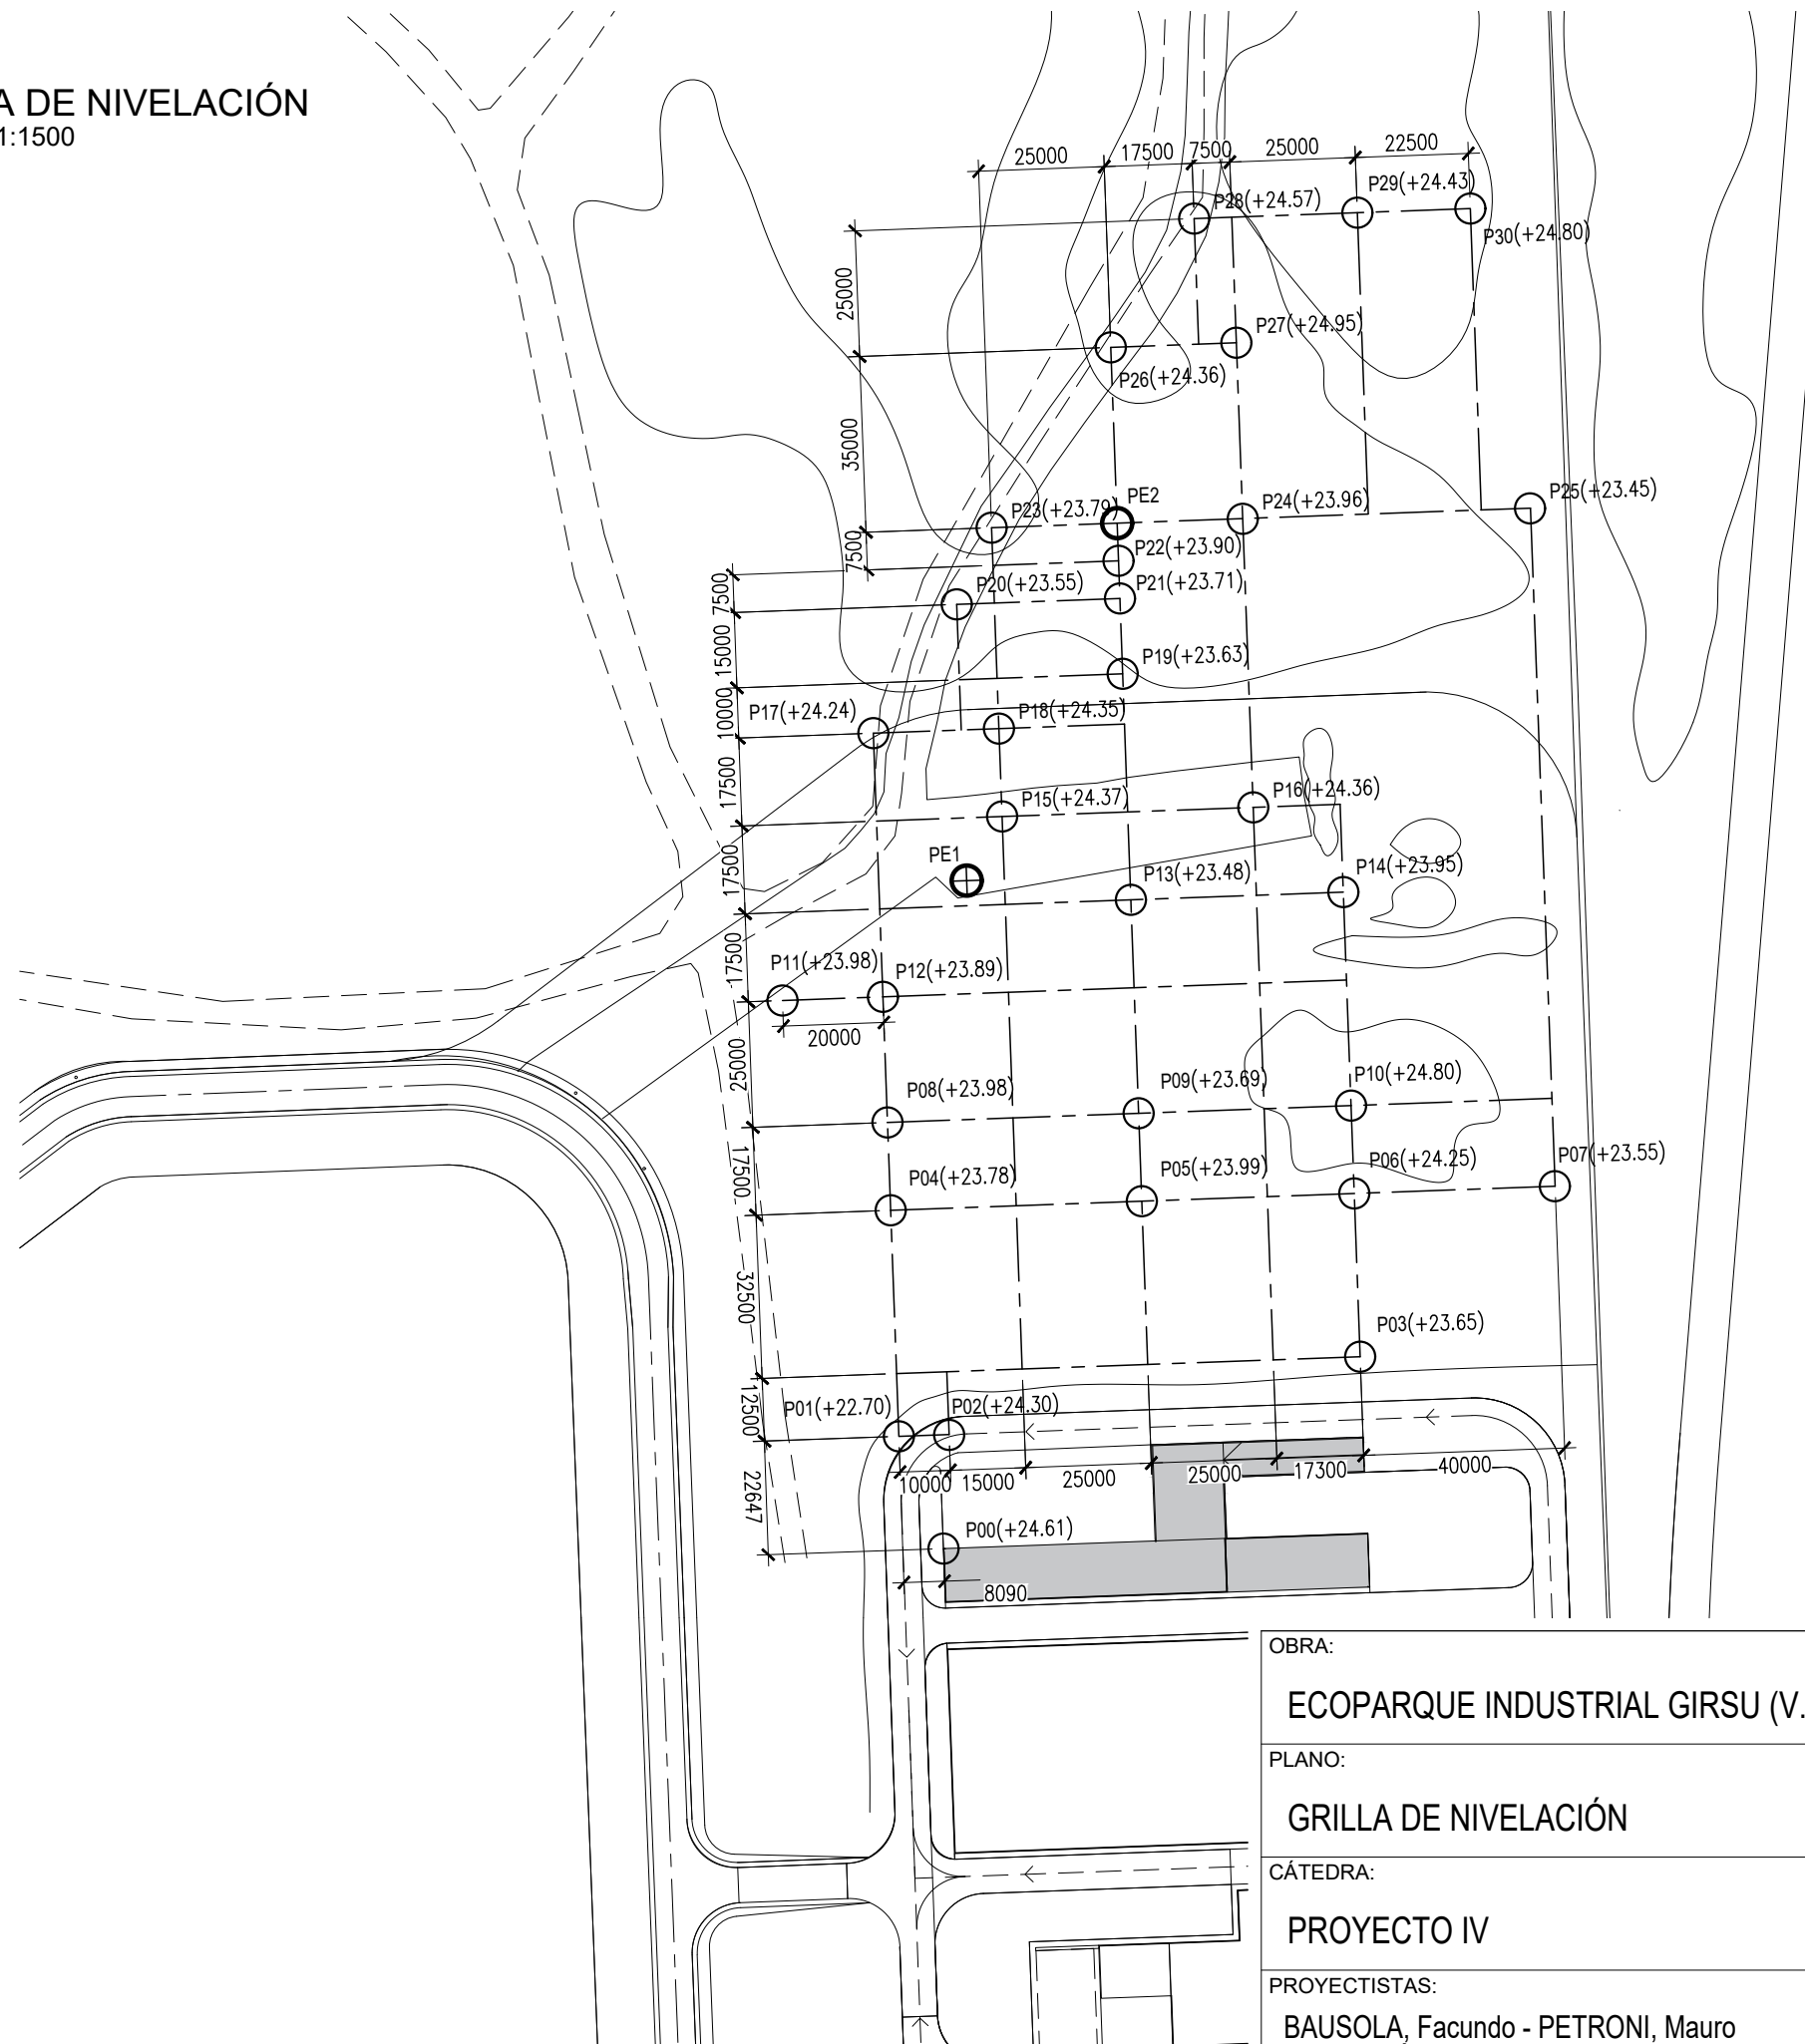 A DE NIVELACIÓN
1:1500
25000
17500
7500
25000
22500
P28(+24.57)
P29(+24.43)
P30(+24.80)
25000
P27(+24.95)
P26(+24.36)
35000
P25(+23.45)
PE2
P23(+23.79)
P24(+23.96)
7500
P22(+23.90)
7500
P20(+23.55)
P21(+23.71)
15000
P19(+23.63)
10000
P17(+24.24)
P18(+24.35)
17500
P15(+24.37)
P16(+24.36)
17500
PE1
P13(+23.48)
P14(+23.95)
17500
P11(+23.98)
P12(+23.89)
20000
25000
P08(+23.98)
P09(+23.69)
P10(+24.80)
17500
P04(+23.78)
P05(+23.99)
P06(+24.25)
P07(+23.55)
32500
P03(+23.65)
12500
P01(+22.70)
P02(+24.30)
10000
15000
25000
25000
17300
40000
22647
P00(+24.61)
8090
OBRA:
ECOPARQUE INDUSTRIAL GIRSU (V.
PLANO:
GRILLA DE NIVELACIÓN
CÁTEDRA:
PROYECTO IV
PROYECTISTAS:
BAUSOLA, Facundo - PETRONI, Mauro